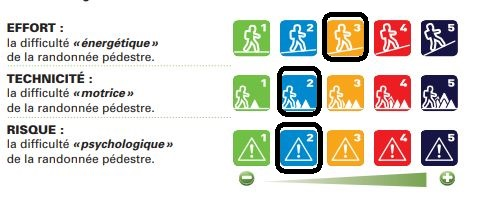 EFFORT : 1 2 3 4 5
la difficulté «énergétique»
de la randonnée pédestre.
TECHNICITÉ : 1 2 3 4 5
la difficulté «motrice»
de la randonnée pédestre.
RISQUE : 1 2 3 4 5
la difficulté «psychologique»
de la randonnée pédestre.